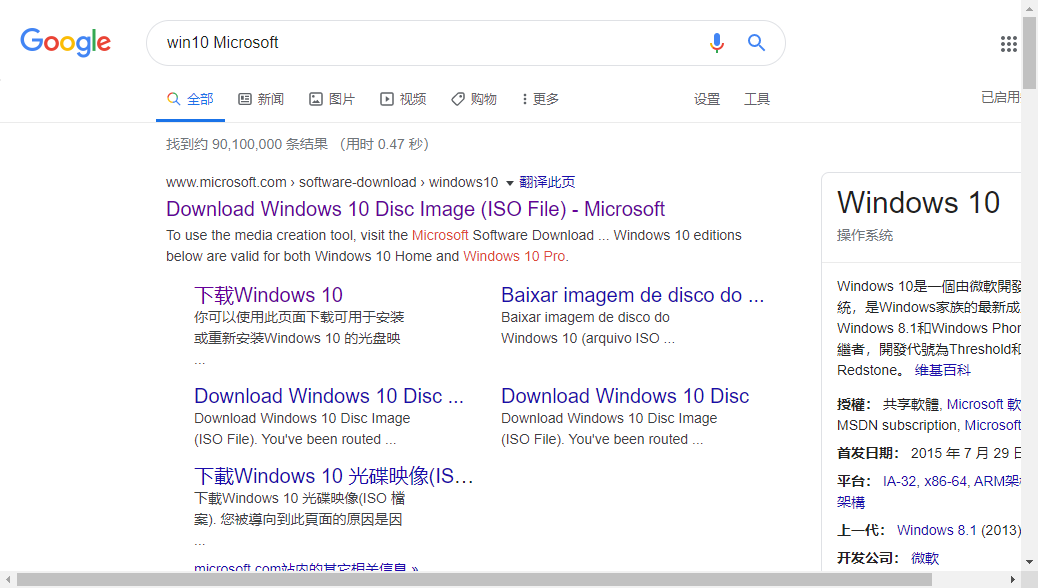 Google
win10 Microsoft
全部 新闻 图片 视频 购物 更多 设置 工具 已启用
找到约 90,100,000 条结果 （用时 0.47 秒）
www.microsoft.com › software-download › windows10 ▼ 翻译此页
Download Windows 10 Disc Image (ISO File) - Microsoft
To use the media creation tool, visit the Microsoft Software Download ... Windows 10 editions
below are valid for both Windows 10 Home and Windows 10 Pro.
下载Windows 10
你可以使用此页面下载可用于安装
或重新安装Windows 10 的光盘映
...
Baixar imagem de disco do ...
Baixar imagem de disco do
Windows 10 (arquivo ISO ...
Download Windows 10 Disc ...
Download Windows 10 Disc Image
(ISO File). You've been routed ...
Download Windows 10 Disc
Download Windows 10 Disc Image
(ISO File). You've been routed ...
下載Windows 10 光碟映像(IS...
下載Windows 10 光碟映像(ISO 檔
案). 您被導向到此頁面的原因是因
...
microsoft.com站内的其它相关信息 »
Windows 10
操作系统
Windows 10是一個由微軟開發
統，是Windows家族的最新成
Windows 8.1和Windows Phon
繼者，開發代號為Threshold和
Redstone。 维基百科
授權： 共享軟體, Microsoft 軟
MSDN subscription, Microsoft
首发日期： 2015 年 7 月 29 日
平台： IA-32, x86-64, ARM架
架構
上一代： Windows 8.1 (2013)
开发公司： 微軟